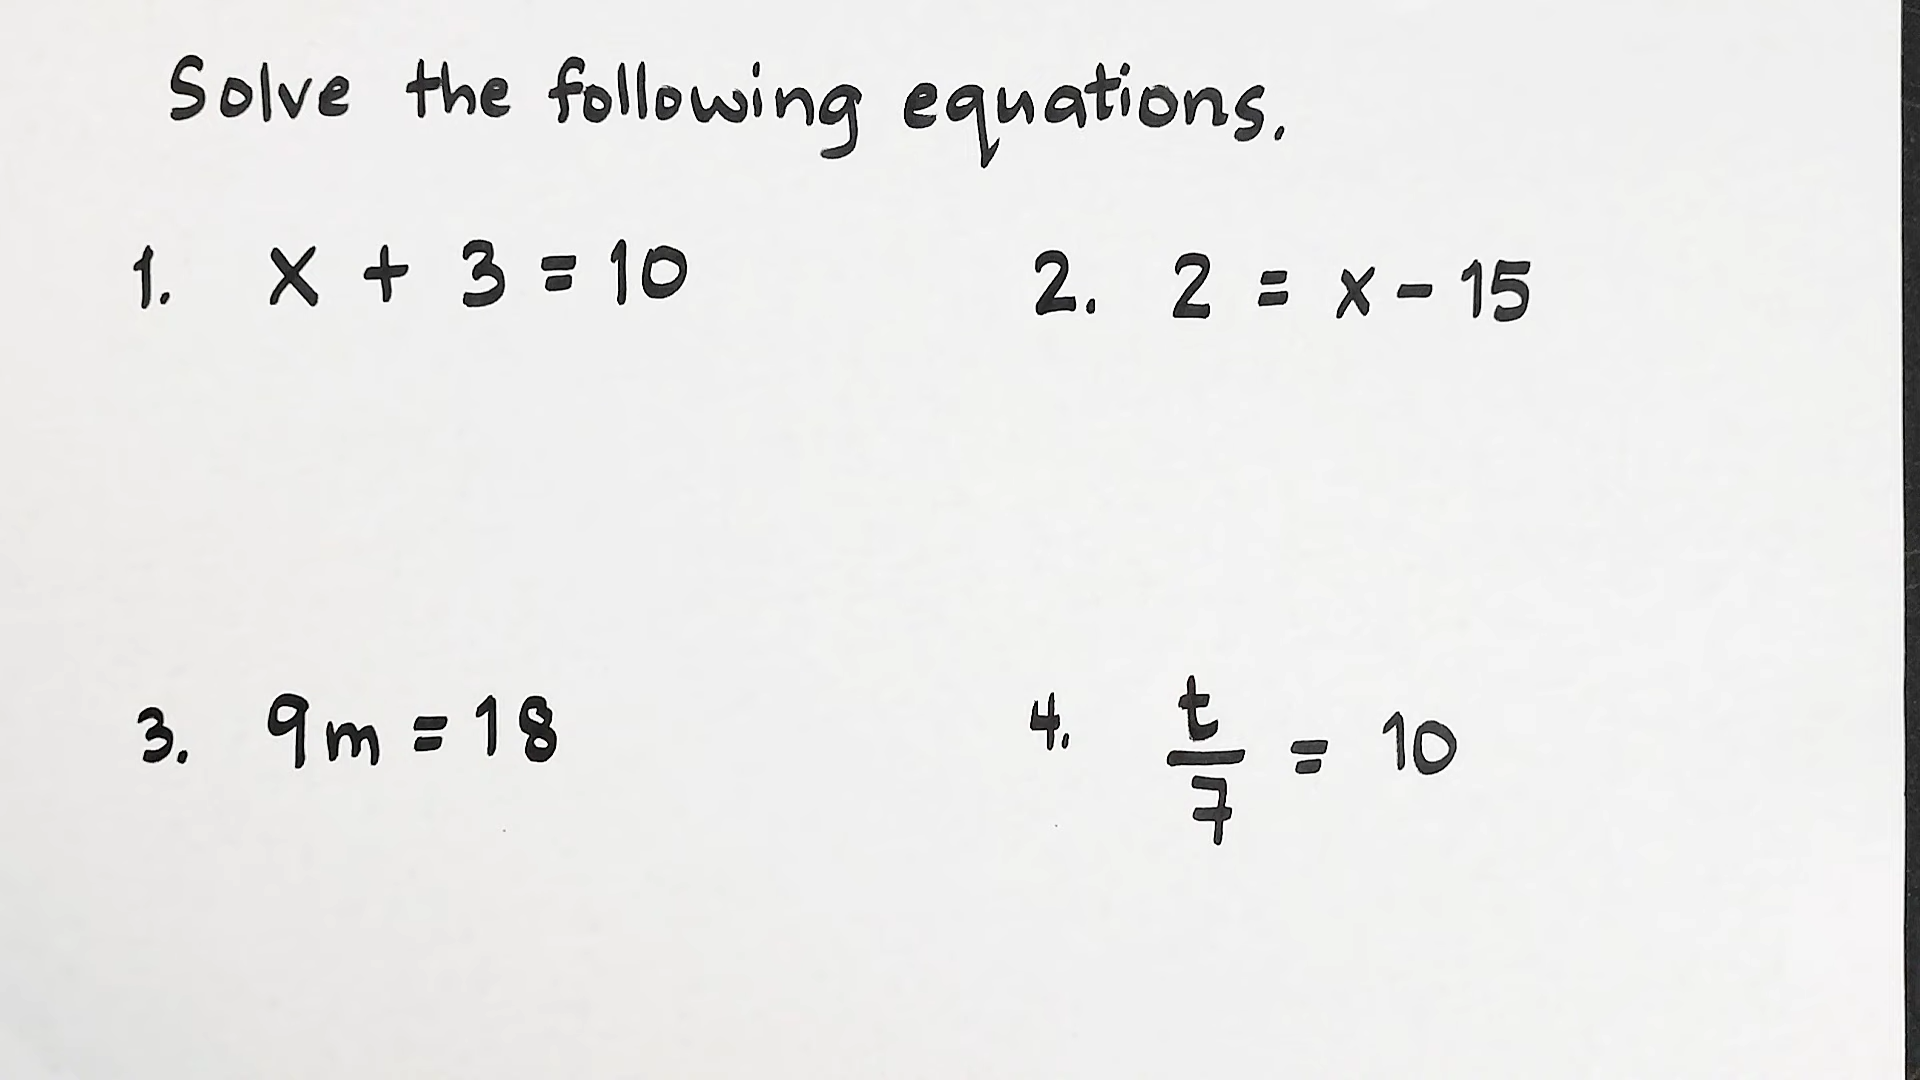 Solve the following equations.
1. x + 3 = 10
2. 2 = x - 15
3. 9m = 18
4. t/7 = 10